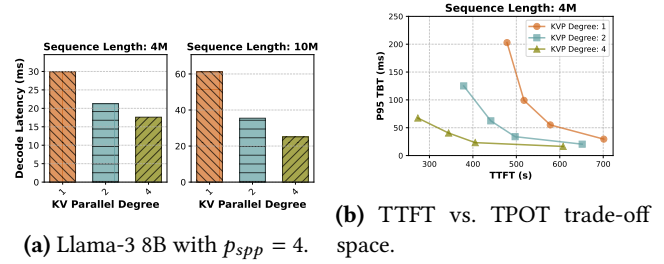 Sequence Length: 4M
Decode Latency (ms)
30
25
20
15
10
5
0
1
2
4
KV Parallel Degree
Sequence Length: 10M
60
40
20
0
1
2
4
KV Parallel Degree
(a) Llama-3 8B with p_spp = 4.
Sequence Length: 4M
P95 TBT (ms)
250
200
150
100
50
0
300
400
500
600
700
TTFT (s)
KVP Degree: 1
KVP Degree: 2
KVP Degree: 4
(b) TTFT vs. TPOT trade-off
space.